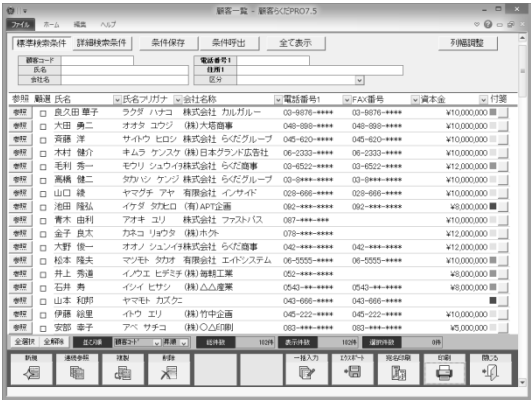 顧客一覧 - 顧客らくだPRO7.5
ファイル ホーム 編集 ヘルプ
標準検索条件 詳細検索条件 条件保存 条件呼出 全て表示 列幅調整
顧客コード 電話番号1
氏名 住所1
会社名 区分
参照 顧選 氏名 氏名フリガナ 会社名称 電話番号1 FAX番号 資本金 付箋
参照 良久田 華子 ラクダ ハナコ 株式会社 カルガルー 03-9876-**** 03-9876-**** ¥10,000,000
参照 大田 勇二 オオタ ユウジ (株)大塔商事 048-898-**** 048-898-**** ¥10,000,000
参照 斉藤 洋 サイトウ ヒロシ 株式会社 らくだグループ 045-620-**** 045-620-**** ¥10,000,000
参照 木村 健介 キムラ ケンスケ (株)日本グランド広告社 06-2333-**** 06-2333-**** ¥10,000,000
参照 毛利 秀一 モウリ シュウイチ 株式会社 らくだ商事 03-6522-**** 03-6522-**** ¥12,000,000
参照 高橋 健二 タカハシ ケンジ 株式会社 らくだグループ 03-8***-**** 03-8***-**** ¥10,000,000
参照 山口 綾 ヤマグチ アヤ 有限会社 インサイド 028-666-**** 028-666-**** ¥10,000,000
参照 池田 隆弘 イケダ タカヒロ (有)APT企画 092-***-**** 092-***-**** ¥8,000,000
参照 青木 由利 アオキ ユリ 株式会社 ファストパス 087-***-*** ¥10,000,000
参照 金子 良太 カネコ リョウタ (株)ホクト 078-***-**** ¥12,000,000
参照 大野 俊一 オオノ シュンイチ 株式会社 らくだ商事 042-***-**** 042-***-**** ¥12,000,000
参照 松本 隆夫 マツモト タカオ 有限会社 エイドシステム 06-5555-**** 06-5555-**** ¥10,000,000
参照 井上 秀道 イノウエ ヒデミチ (株)毎朝工業 052-***-**** ¥8,000,000
参照 石井 寿 イシイ ヒサシ (株)△△産業 0543-**-**** 0543-**-**** ¥8,000,000
参照 山本 和邦 ヤマモト カズクニ 043-666-**** 043-666-****
参照 伊藤 絵里 イトウ エリ (株)竹中企画 045-222-**** 045-222-**** ¥10,000,000
参照 安部 幸子 アベ サチコ (株)〇△印刷 083-***-**** 083-***-**** ¥5,000,000
全選択 全解除 並び順 顧客コード 昇順 総件数 102件 表示件数 102件 選択件数 0件
新規 連続参照 複製 削除 一括入力 エクスポート 宛名印刷 印刷 閉じる